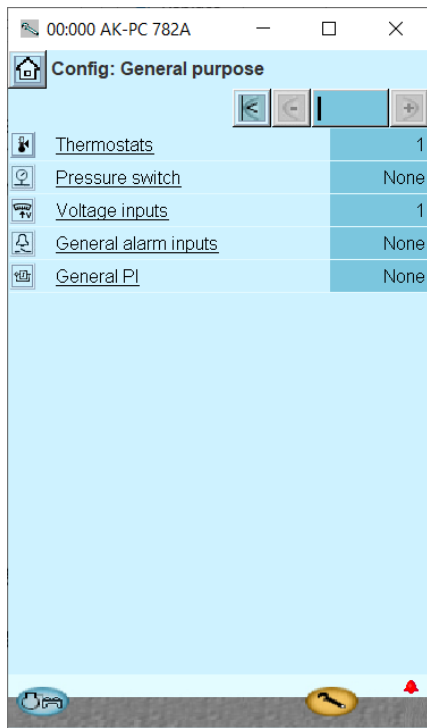 00:000 AK-PC 782A
Config: General purpose
Thermostats 1
Pressure switch None
Voltage inputs 1
General alarm inputs None
General PI None